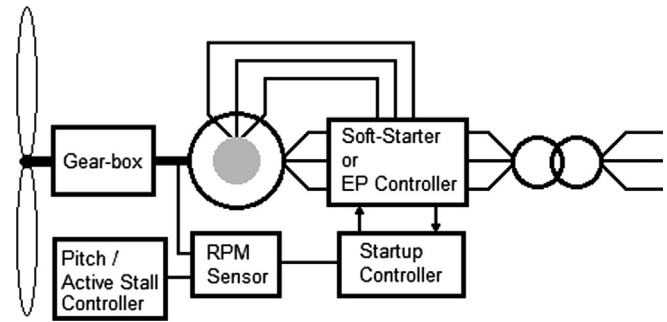 Gear-box
Soft-Starter
or
EP Controller
Pitch /
Active Stall
Controller
RPM
Sensor
Startup
Controller